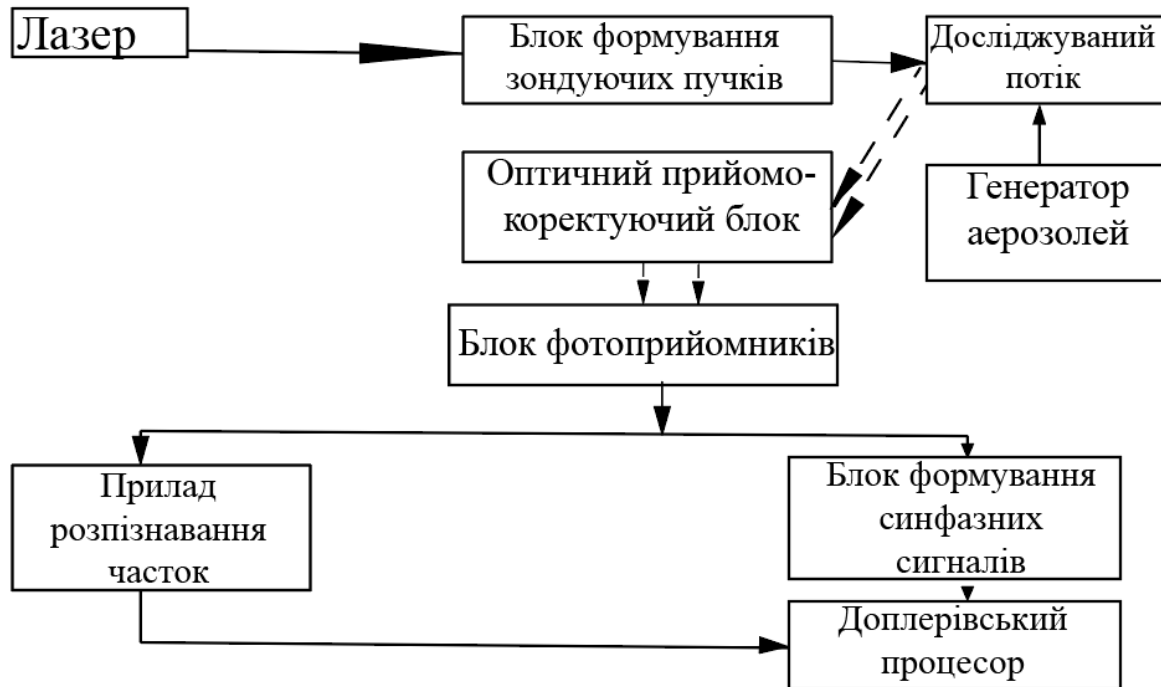 Лазер
Блок формування
зондуючих пучків
Досліджуваний
потік
Оптичний прийомо-
коректуючий блок
Генератор
аерозолей
Блок фотоприйомників
Прилад
розпізнавання
часток
Блок формування
синфазних
сигналів
Доплерівський
процесор